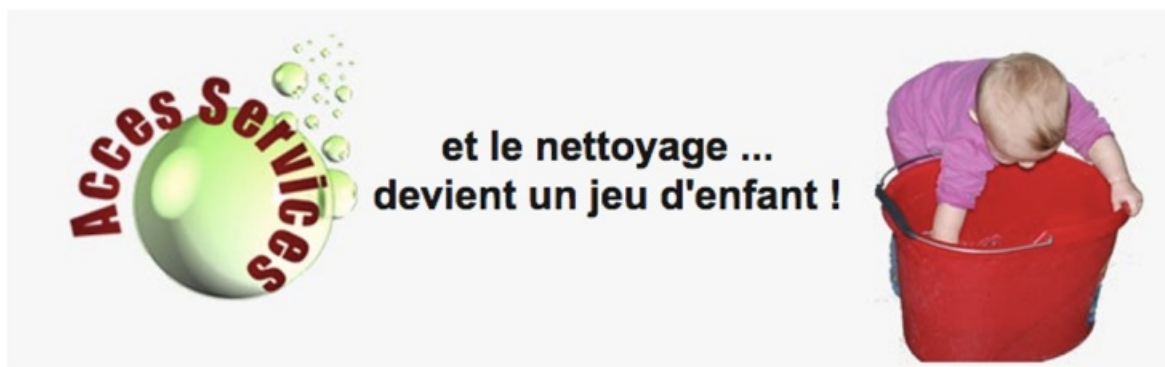 Acces Services
et le nettoyage ...
devient un jeu d'enfant !